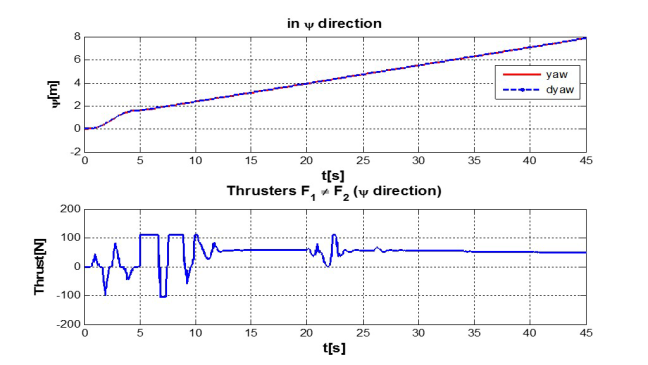 in ψ direction
8
6
4
2
0
-2
ψ[m]
yaw
dyaw
0 5 10 15 20 25 30 35 40 45
t[s]
Thrusters F₁ ≠ F₂ (ψ direction)
200
100
0
-100
-200
Thrust[N]
0 5 10 15 20 25 30 35 40 45
t[s]